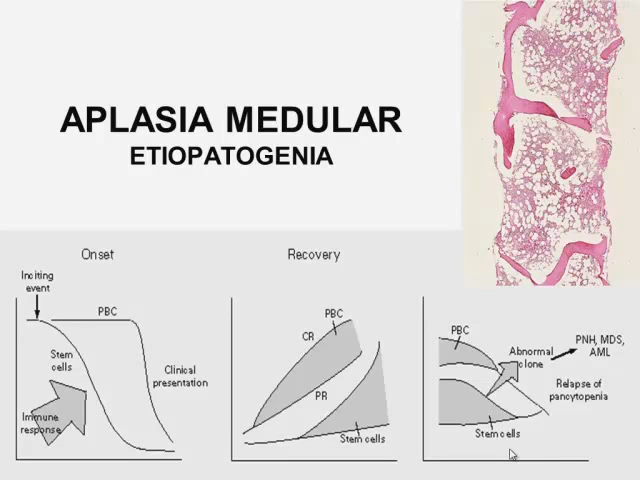 APLASIA MEDULAR
ETIOPATOGENIA
Onset
Inciting
event
PBC
Stem
cells
Clinical
presentation
Immune
response
Recovery
PBC
CR
PR
Stem cells
PBC
Abnormal
clone
PNH, MDS,
AML
Relapse of
pancytopenia
Stem cells